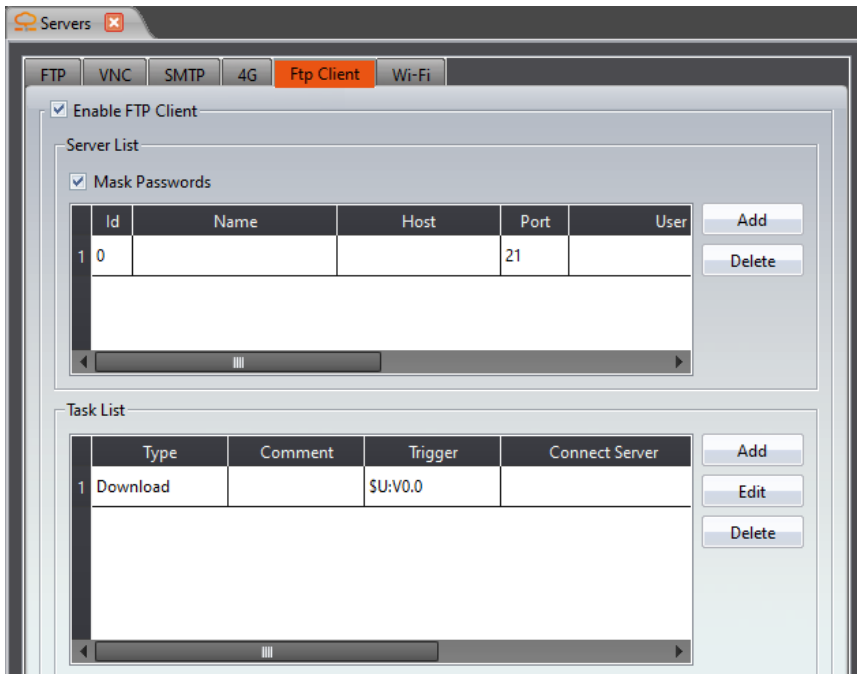 Servers
FTP VNC SMTP 4G Ftp Client Wi-Fi
Enable FTP Client
Server List
Mask Passwords
Id Name Host Port User
Add
1 0 21
Delete
Task List
Type Comment Trigger Connect Server
Add
1 Download $U:V0.0
Edit
Delete